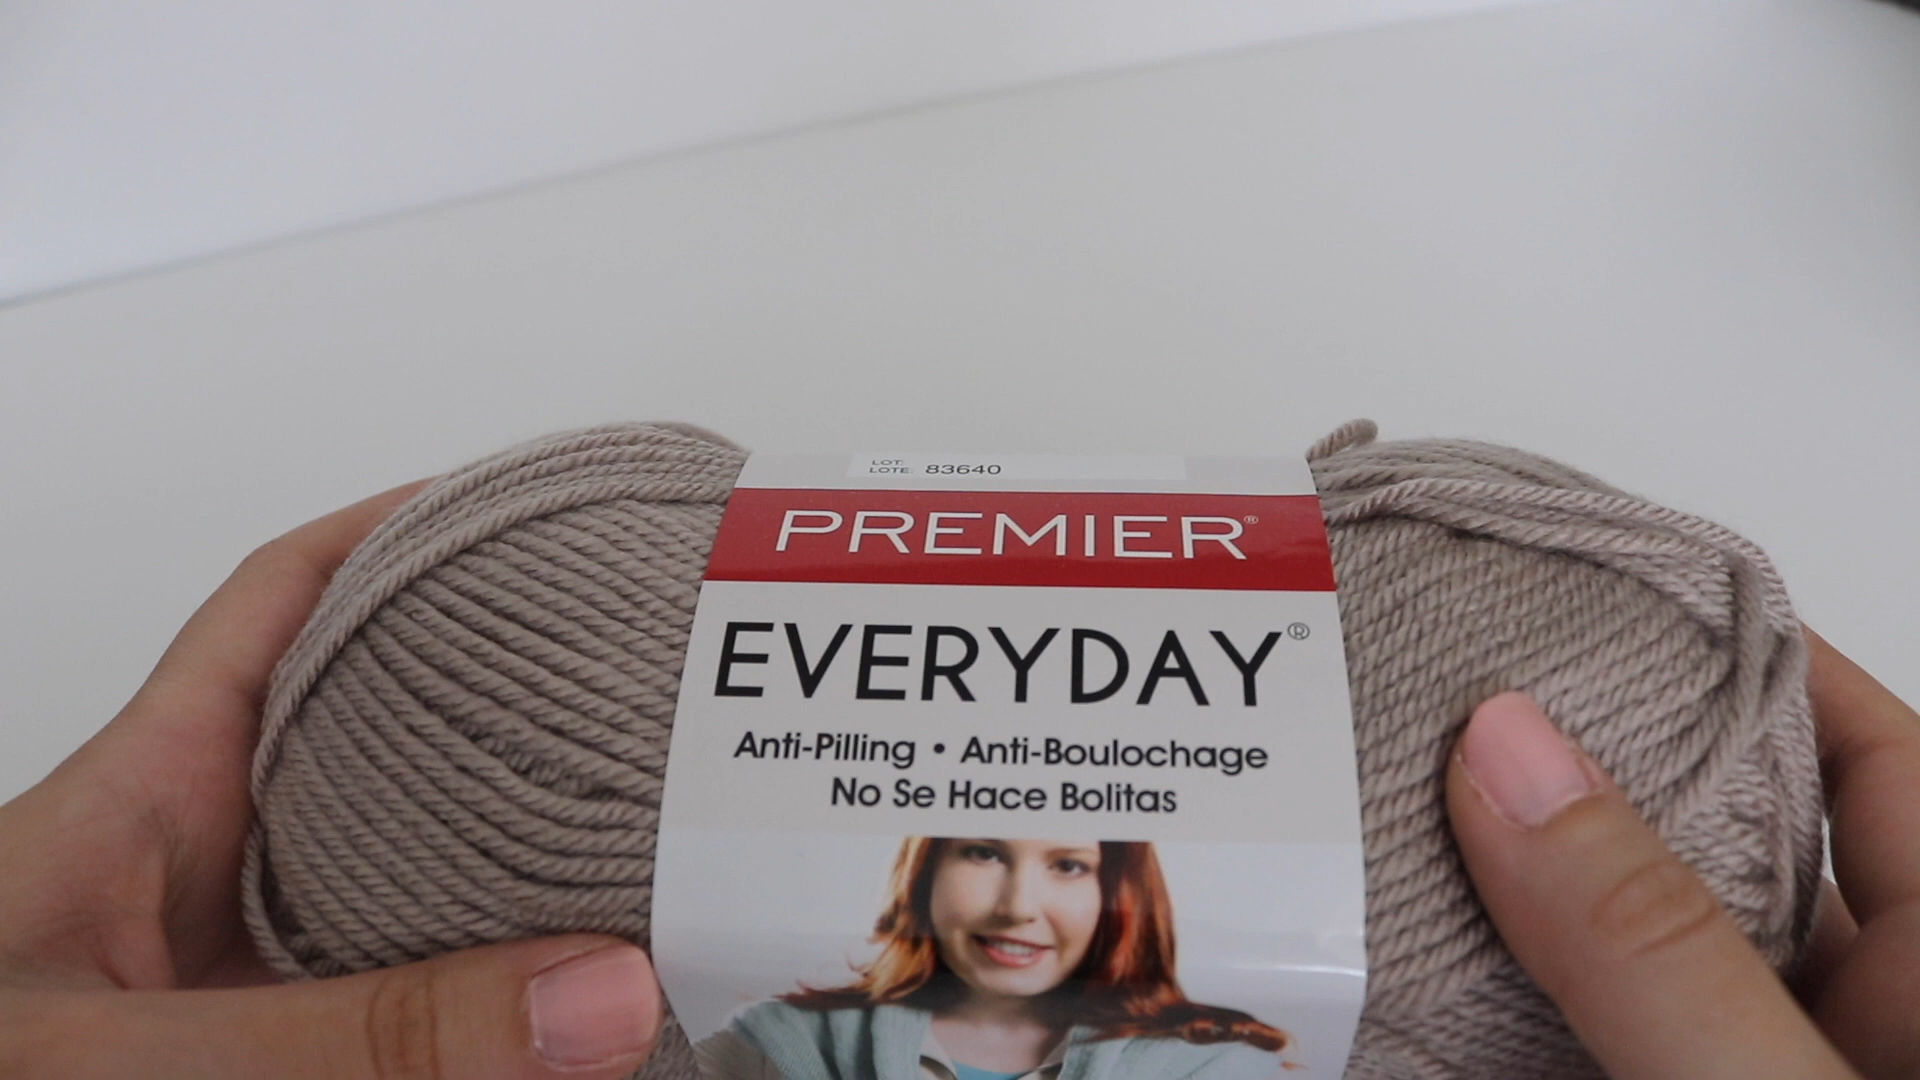 LOT:
LOTE: 83640
PREMIER®
EVERYDAY®
Anti-Pilling • Anti-Boulochage
No Se Hace Bolitas